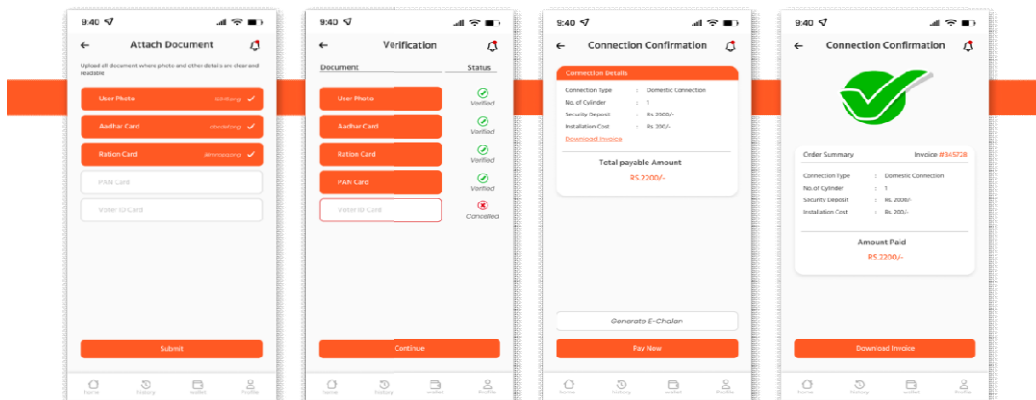 9:40
Attach Document
Upload all document where photo and other details are clear and readable
User Photo
Aadhar Card
Ration Card
PAN Card
Voter ID Card
Submit
home
history
wallet
Profile
9:40
Verification
Document
Status
User Photo
Verified
Aadhar Card
Verified
Ration Card
Verified
PAN Card
Verified
Voter ID Card
Cancelled
Continue
home
history
wallet
Profile
9:40
Connection Confirmation
Connection Details
Connection Type : Domestic Connection
No. of Cylinder : 1
Security Deposit : Rs 2000/-
Installation Cost : Rs 200/-
Download Invoice
Total payable Amount
RS.2200/-
Generate E-Chalan
Pay Now
home
history
wallet
Profile
9:40
Connection Confirmation
Order Summary Invoice #345728
Connection Type : Domestic Connection
No. of Cylinder : 1
Security Deposit : Rs. 2000/-
Installation Cost : Rs. 200/-
Amount Paid
RS.2200/-
Download Invoice
home
history
wallet
Profile